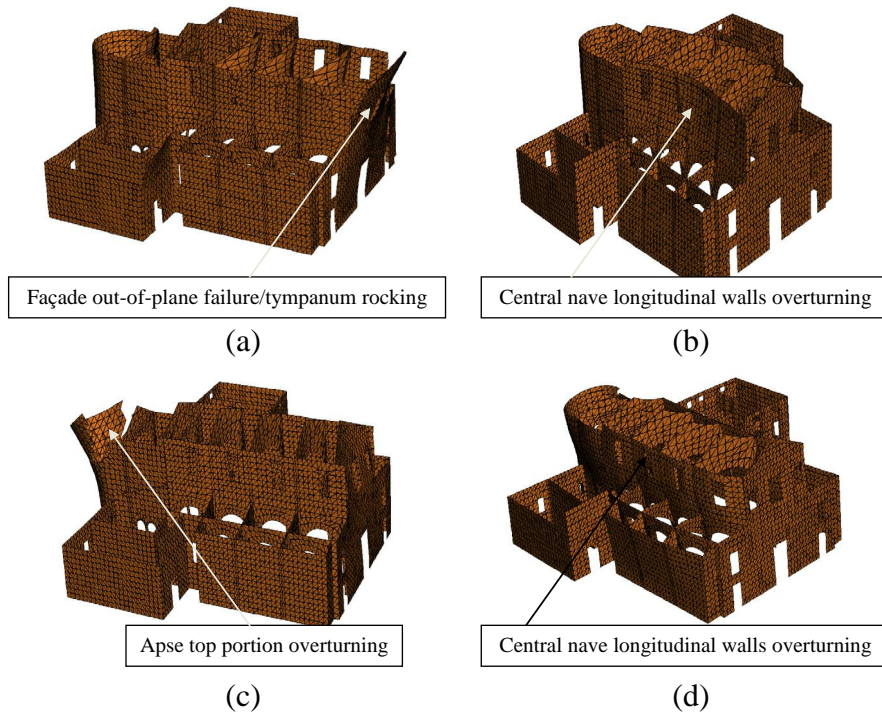 Façade out-of-plane failure/tympanum rocking
Central nave longitudinal walls overturning
(a)
(b)
Apse top portion overturning
Central nave longitudinal walls overturning
(c)
(d)